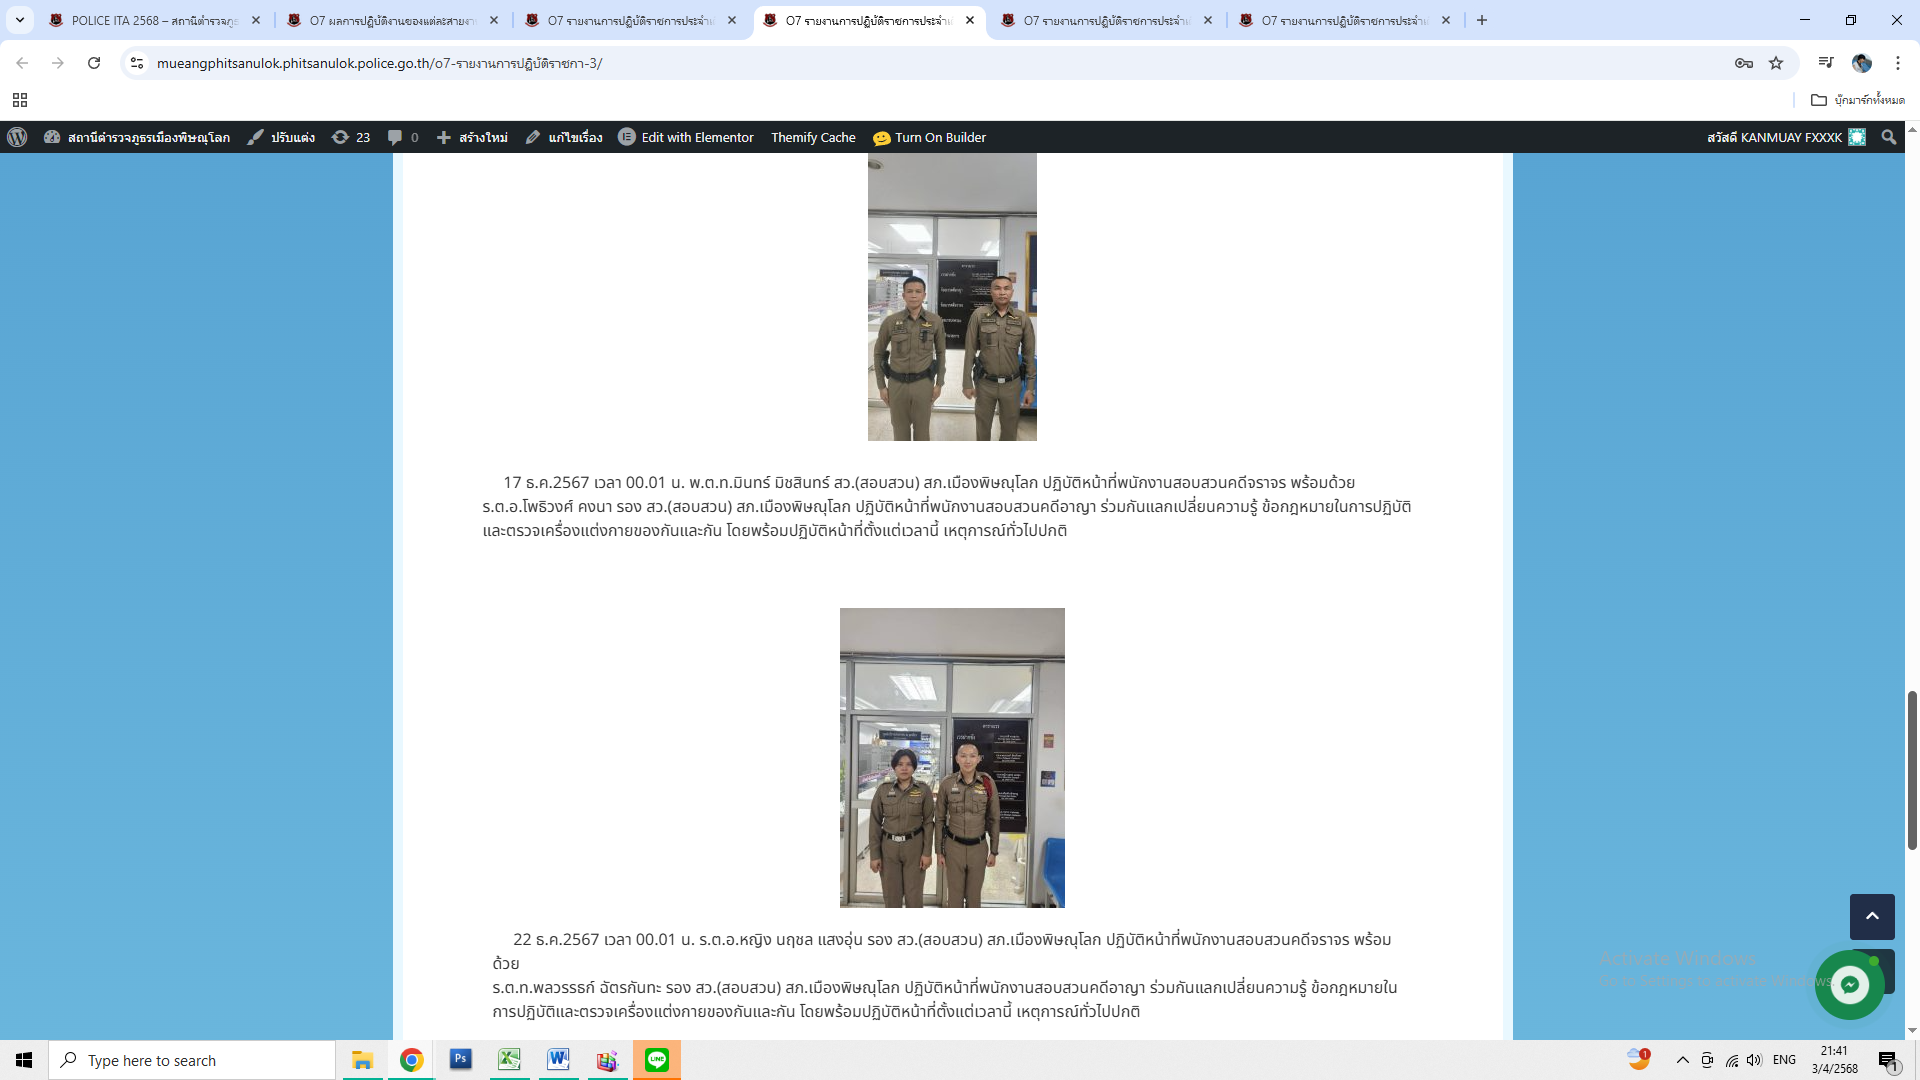 POLICE ITA 2568 – สถานีตำรวจภูธร
O7 ผลการปฏิบัติงานของแต่ละสายงาน
O7 รายงานการปฏิบัติราชการประจำ
O7 รายงานการปฏิบัติราชการประจำ
O7 รายงานการปฏิบัติราชการประจำ
O7 รายงานการปฏิบัติราชการประจำ
mueangphitsanulok.phitsanulok.police.go.th/o7-รายงานการปฏิบัติราชกา-3/
บุ๊กมาร์กทั้งหมด
สถานีตำรวจภูธรเมืองพิษณุโลก ปรับแต่ง 23 0 สร้างใหม่ แก้ไขเรื่อง Edit with Elementor Themify Cache Turn On Builder สวัสดี KANMUAY FXXXK
17 ธ.ค.2567 เวลา 00.01 น. พ.ต.ท.มินทร์ มิชสินทร์ สว.(สอบสวน) สภ.เมืองพิษณุโลก ปฏิบัติหน้าที่พนักงานสอบสวนคดีจราจร พร้อมด้วย
ร.ต.อ.โพธิวงศ์ คงนา รอง สว.(สอบสวน) สภ.เมืองพิษณุโลก ปฏิบัติหน้าที่พนักงานสอบสวนคดีอาญา ร่วมกันแลกเปลี่ยนความรู้ ข้อกฎหมายในการปฏิบัติ
และตรวจเครื่องแต่งกายของกันและกัน โดยพร้อมปฏิบัติหน้าที่ตั้งแต่เวลานี้ เหตุการณ์ทั่วไปปกติ
22 ธ.ค.2567 เวลา 00.01 น. ร.ต.อ.หญิง นฤชล แสงอุ่น รอง สว.(สอบสวน) สภ.เมืองพิษณุโลก ปฏิบัติหน้าที่พนักงานสอบสวนคดีจราจร พร้อม
ด้วย
ร.ต.ท.พลวรรธก์ ฉัตรกันทะ รอง สว.(สอบสวน) สภ.เมืองพิษณุโลก ปฏิบัติหน้าที่พนักงานสอบสวนคดีอาญา ร่วมกันแลกเปลี่ยนความรู้ ข้อกฎหมายใน
การปฏิบัติและตรวจเครื่องแต่งกายของกันและกัน โดยพร้อมปฏิบัติหน้าที่ตั้งแต่เวลานี้ เหตุการณ์ทั่วไปปกติ
Activate Windows
Type here to search
Ps
LINE
1
ENG
21:41
3/4/2568
1